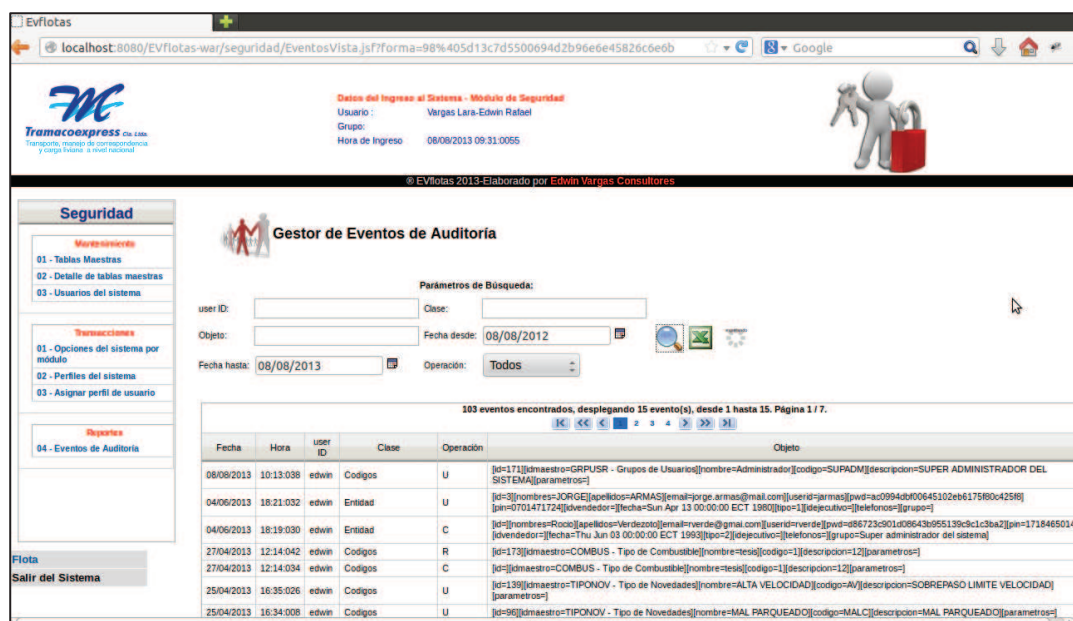 Evflotas
localhost:8080/EVflotas-war/seguridad/EventosVista.jsf?forma=98%405d13c7d5500694d2b96e6e45826c6e6b
Google
Tramacoexpress Cia. Ltda.
Transporte, manejo de correspondencia
y carga liviana a nivel nacional
Datos del Ingreso al Sistema - Módulo de Seguridad
Usuario : Vargas Lara-Edwin Rafael
Grupo:
Hora de Ingreso 08/08/2013 09:31:0055
® EVflotas 2013-Elaborado por Edwin Vargas Consultores
Seguridad
Mantenimiento
01 - Tablas Maestras
02 - Detalle de tablas maestras
03 - Usuarios del sistema
Transacciones
01 - Opciones del sistema por
módulo
02 - Perfiles del sistema
03 - Asignar perfil de usuario
Reportes
04 - Eventos de Auditoría
Flota
Salir del Sistema
Gestor de Eventos de Auditoría
Parámetros de Búsqueda:
user ID: Clase:
Objeto: Fecha desde: 08/08/2012
Fecha hasta: 08/08/2013 Operación: Todos
103 eventos encontrados, desplegando 15 evento(s), desde 1 hasta 15. Página 1 / 7.
1 2 3 4
Fecha Hora user ID Clase Operación Objeto
08/08/2013 10:13:038 edwin Codigos U [id=171][idmaestro=GRPUSR - Grupos de Usuarios][nombre=Administrador][codigo=SUPADM][descripcion=SUPER ADMINISTRADOR DEL
SISTEMA][parametros=]
04/06/2013 18:21:032 edwin Entidad U [id=3][nombres=JORGE][apellidos=ARMAS][email=jorge.armas@mail.com][userid=jarmas][pwd=ac0994dbf00645102eb6175f80c425f8]
[pin=0701471724][idvendedor=][fecha=Sun Apr 13 00:00:00 ECT 1980][tipo=1][idejecutivo=][telefonos=][grupo=]
04/06/2013 18:19:030 edwin Entidad C [id=][nombres=Rocio][apellidos=Verdezoto][email=rverde@gmai.com][userid=rverde][pwd=d86723c901d08643b955139c9c1c3ba2][pin=1718465014
[idvendedor=][fecha=Thu Jun 03 00:00:00 ECT 1993][tipo=2][idejecutivo=][telefonos=][grupo=Super administrador del sistema]
27/04/2013 12:14:042 edwin Codigos R [id=173][idmaestro=COMBUS - Tipo de Combustible][nombre=tesis][codigo=1][descripcion=12][parametros=]
27/04/2013 12:14:034 edwin Codigos C [id=][idmaestro=COMBUS - Tipo de Combustible][nombre=tesis][codigo=1][descripcion=12][parametros=]
25/04/2013 16:35:026 edwin Codigos U [id=139][idmaestro=TIPONOV - Tipo de Novedades][nombre=ALTA VELOCIDAD][codigo=AV][descripcion=SOBREPASO LIMITE VELOCIDAD]
[parametros=]
25/04/2013 16:34:008 edwin Codigos U [id=96][idmaestro=TIPONOV - Tipo de Novedades][nombre=MAL PARQUEADO][codigo=MALC][descripcion=MAL PARQUEADO][parametros=]